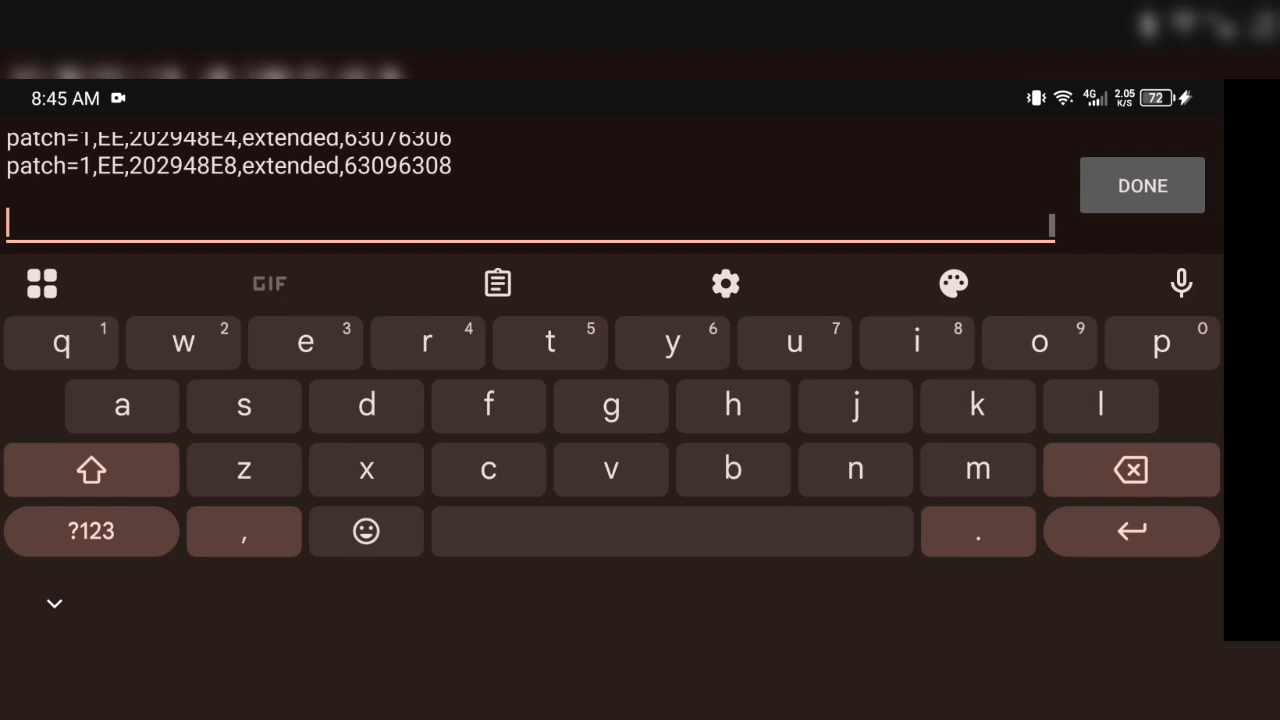 8:45 AM
4G
2.05
K/S
72
patch=1,EE,202948E4,extended,63076306
patch=1,EE,202948E8,extended,63096308
DONE
GIF
q 1 w 2 e 3 r 4 t 5 y 6 u 7 i 8 o 9 p 0
a s d f g h j k l
z x c v b n m
?123 , .